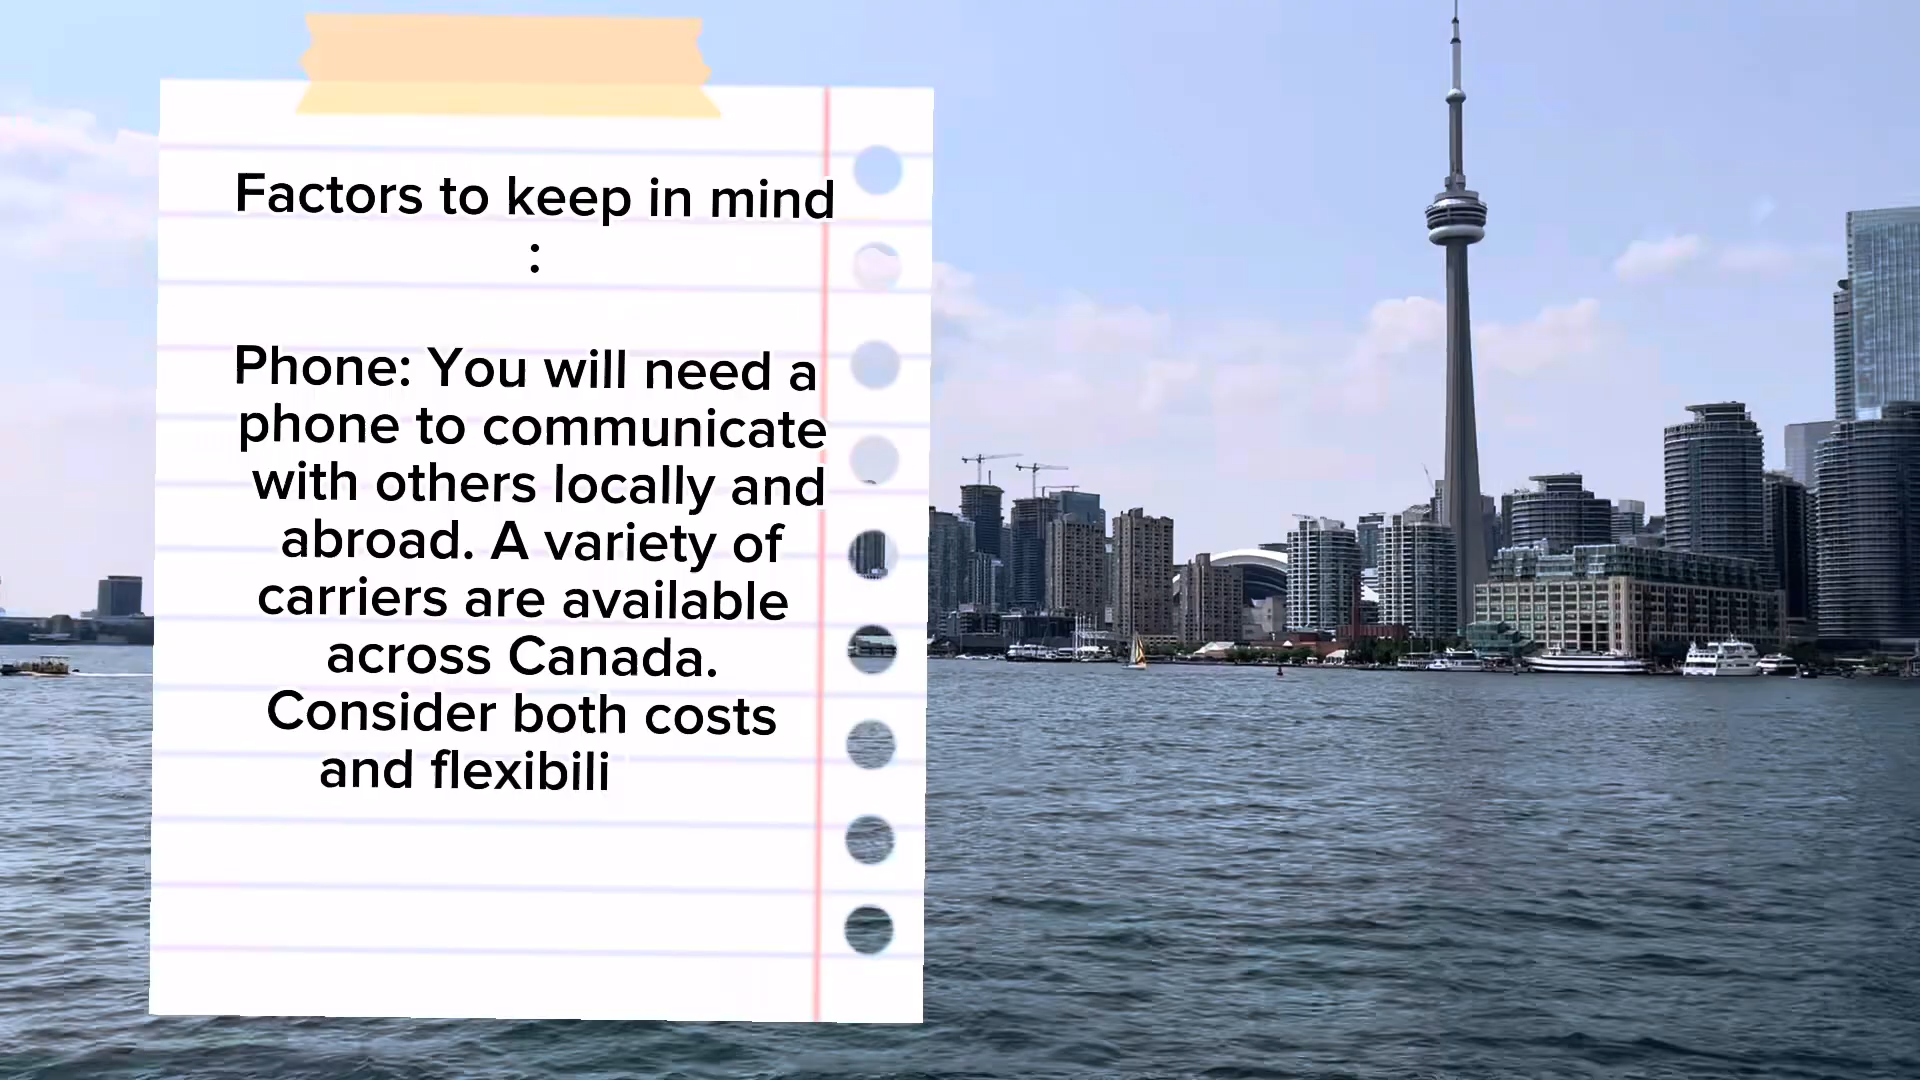 Factors to keep in mind
:
Phone: You will need a
phone to communicate
with others locally and
abroad. A variety of
carriers are available
across Canada.
Consider both costs
and flexibili